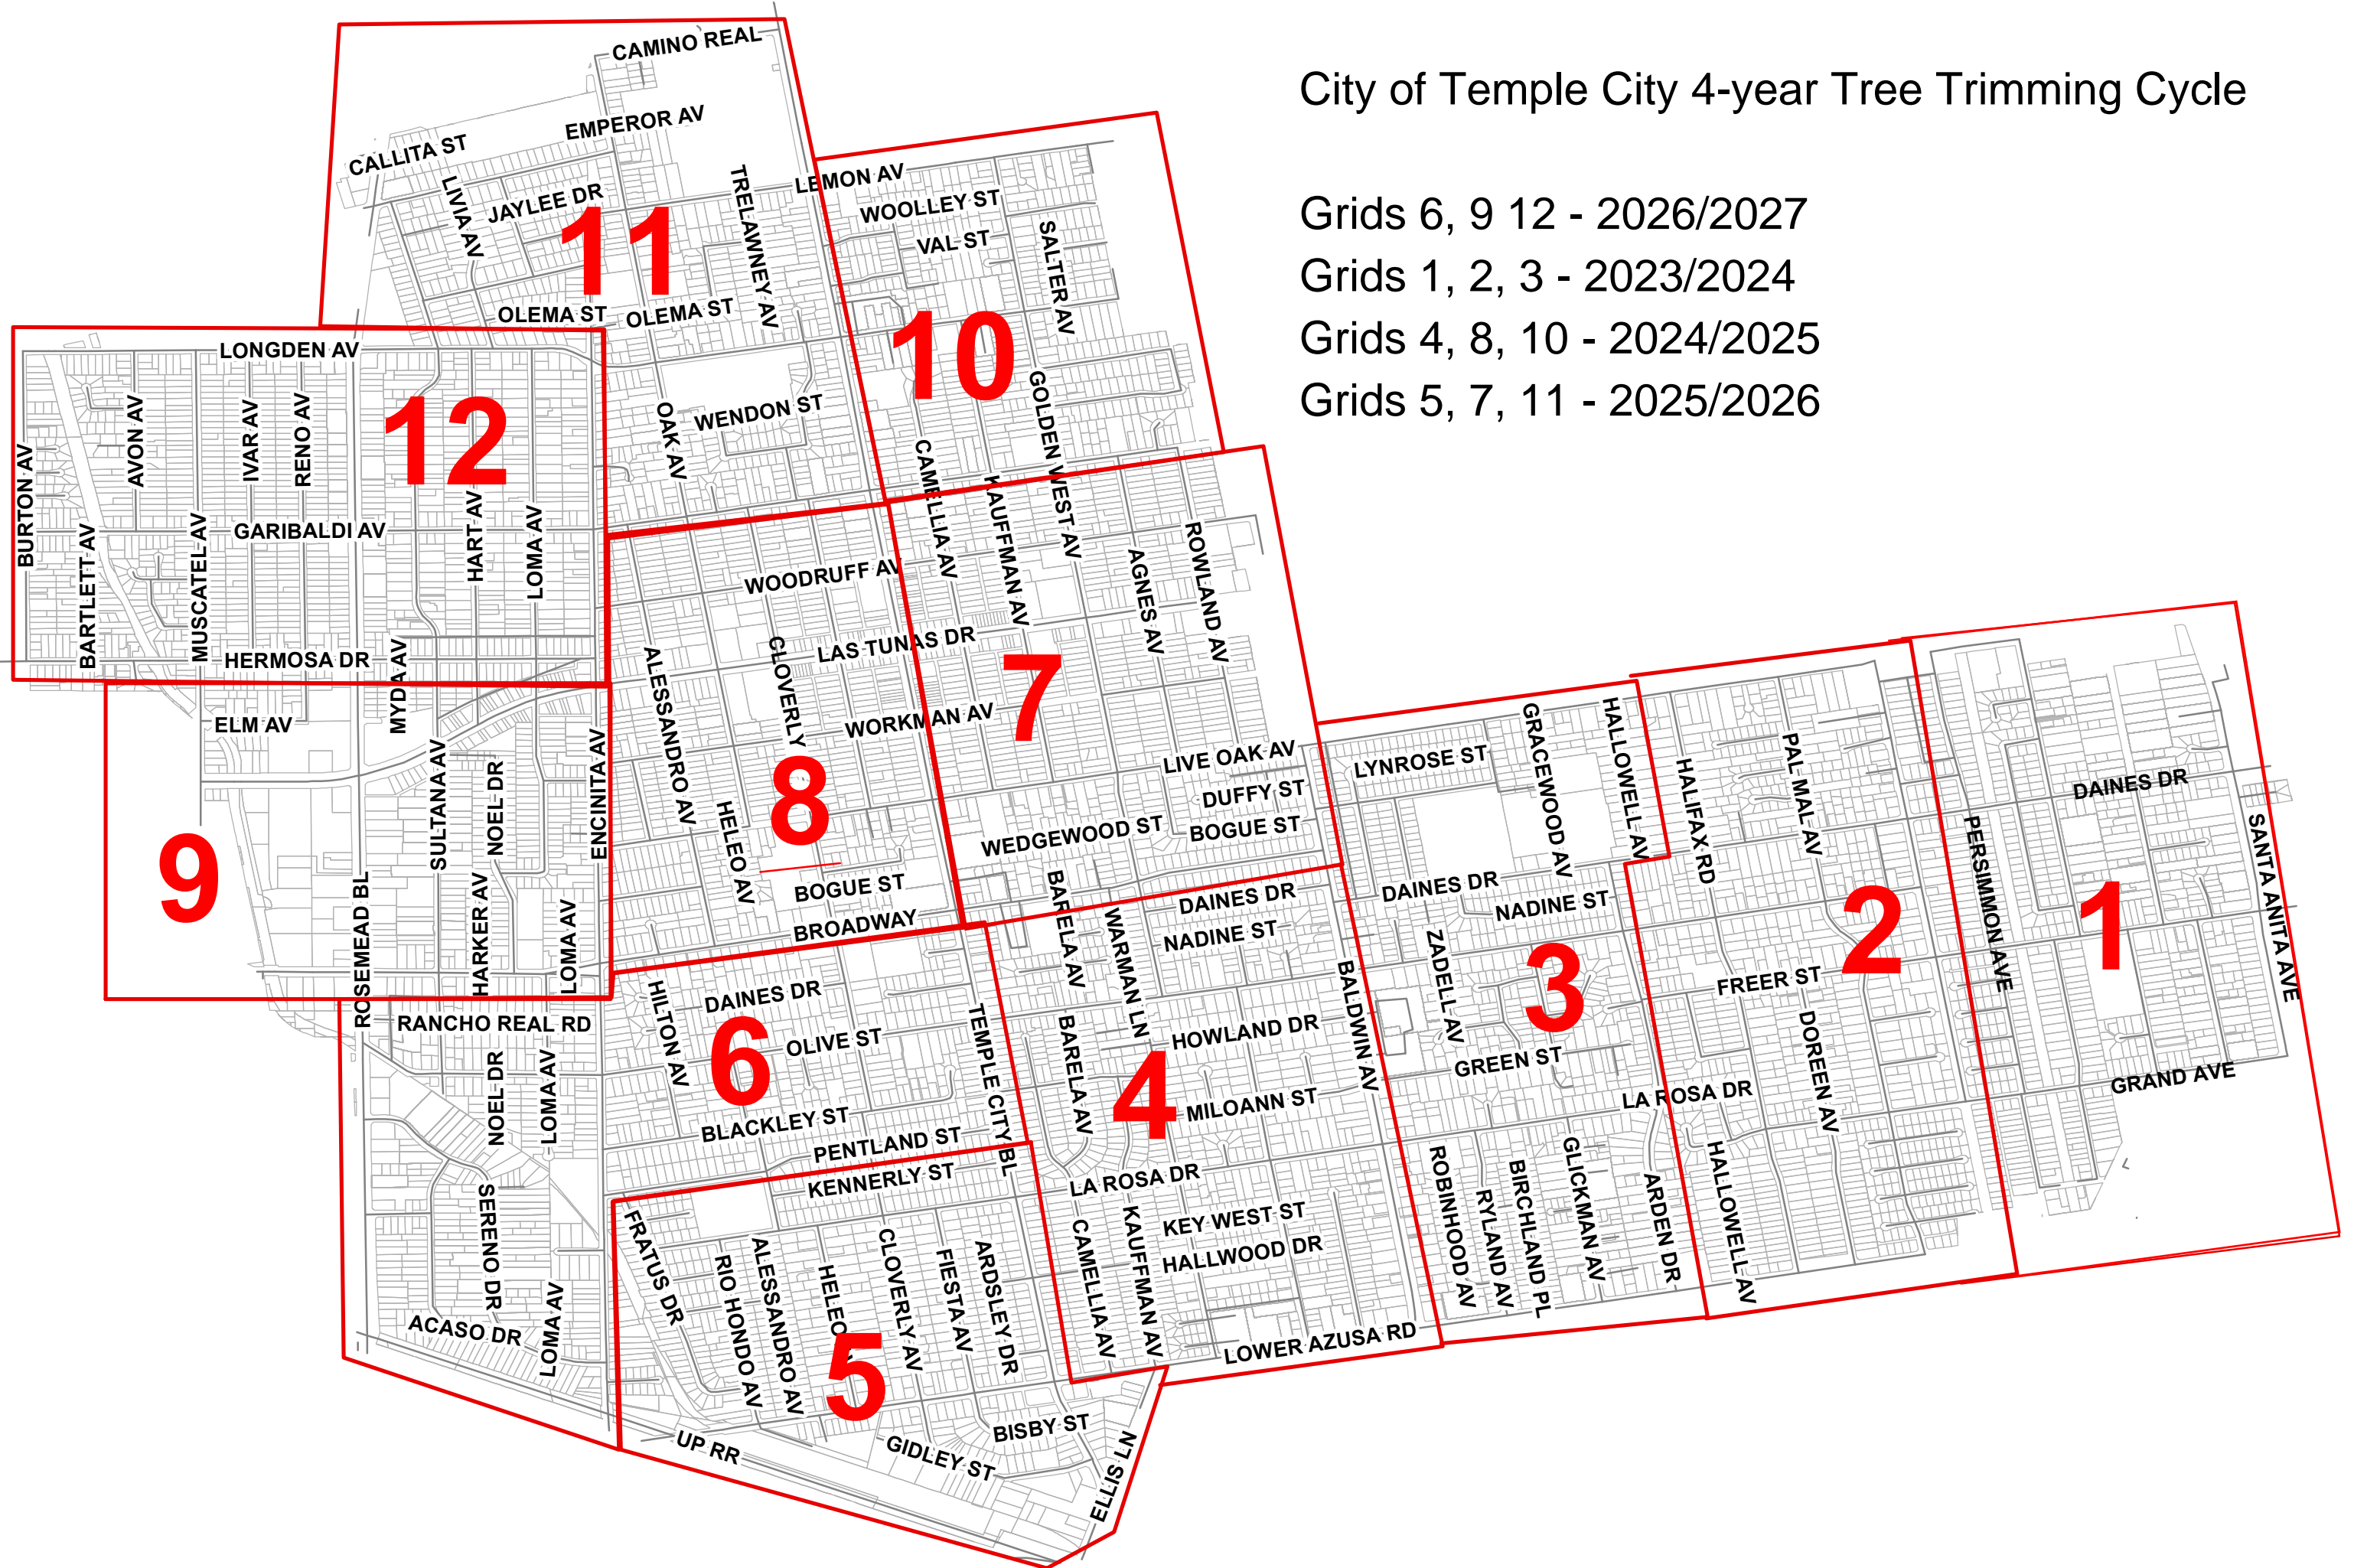 City of Temple City 4-year Tree Trimming Cycle
Grids 6, 9 12 - 2026/2027
Grids 1, 2, 3 - 2023/2024
Grids 4, 8, 10 - 2024/2025
Grids 5, 7, 11 - 2025/2026
CAMINO REAL
EMPEROR AV
CALLITA ST
LIVIA AV
JAYLEE DR
TRELAWNEY AV
11
OLEMA ST
OLEMA ST
OAK AV
WENDON ST
LEMON AV
WOOLLEY ST
VAL ST
SALTER AV
10
GOLDEN WEST AV
CAMELLIA AV
KAUFFMAN AV
LONGDEN AV
BURTON AV
AVON AV
IVAR AV
RENO AV
12
BARTLETT AV
MUSCATEL AV
GARIBALDI AV
HART AV
LOMA AV
HERMOSA DR
MYDA AV
ELM AV
SULTANA AV
NOEL DR
ENCINITA AV
9
ROSEMEAD BL
HARKER AV
LOMA AV
WOODRUFF AV
LAS TUNAS DR
CLOVERLY
ALESSANDRO AV
WORKMAN AV
8
HELEO AV
BOGUE ST
BROADWAY
AGNES AV
ROWLAND AV
7
LIVE OAK AV
DUFFY ST
WEDGEWOOD ST
BOGUE ST
LYNROSE ST
GRACEWOOD AV
HALLOWELL AV
DAINES DR
NADINE ST
ZADELL AV
3
GREEN ST
LA ROSA DR
ROBINHOOD AV
RYLAND AV
BIRCHLAND PL
GLICKMAN AV
ARDEN DR
HALIFAX RD
PAL MAL AV
2
FREER ST
DOREEN AV
HALLOWELL AV
PERSIMMON AVE
DAINES DR
1
SANTA ANITA AVE
GRAND AVE
BARELA AV
WARMAN LN
DAINES DR
NADINE ST
BALDWIN AV
HOWLAND DR
BARELA AV
4
MILOANN ST
LA ROSA DR
KEY WEST ST
HALLWOOD DR
CAMELLIA AV
KAUFFMAN AV
LOWER AZUSA RD
HILTON AV
DAINES DR
OLIVE ST
6
TEMPLE CITY BL
BLACKLEY ST
PENTLAND ST
KENNERLY ST
RANCHO REAL RD
NOEL DR
LOMA AV
SERENO DR
ACASO DR
LOMA AV
FRATUS DR
RIO HONDO AV
ALESSANDRO AV
HELEO AV
CLOVERLY AV
FIESTA AV
ARDSLEY DR
5
BISBY ST
GIDLEY ST
UP RR
ELLIS LN